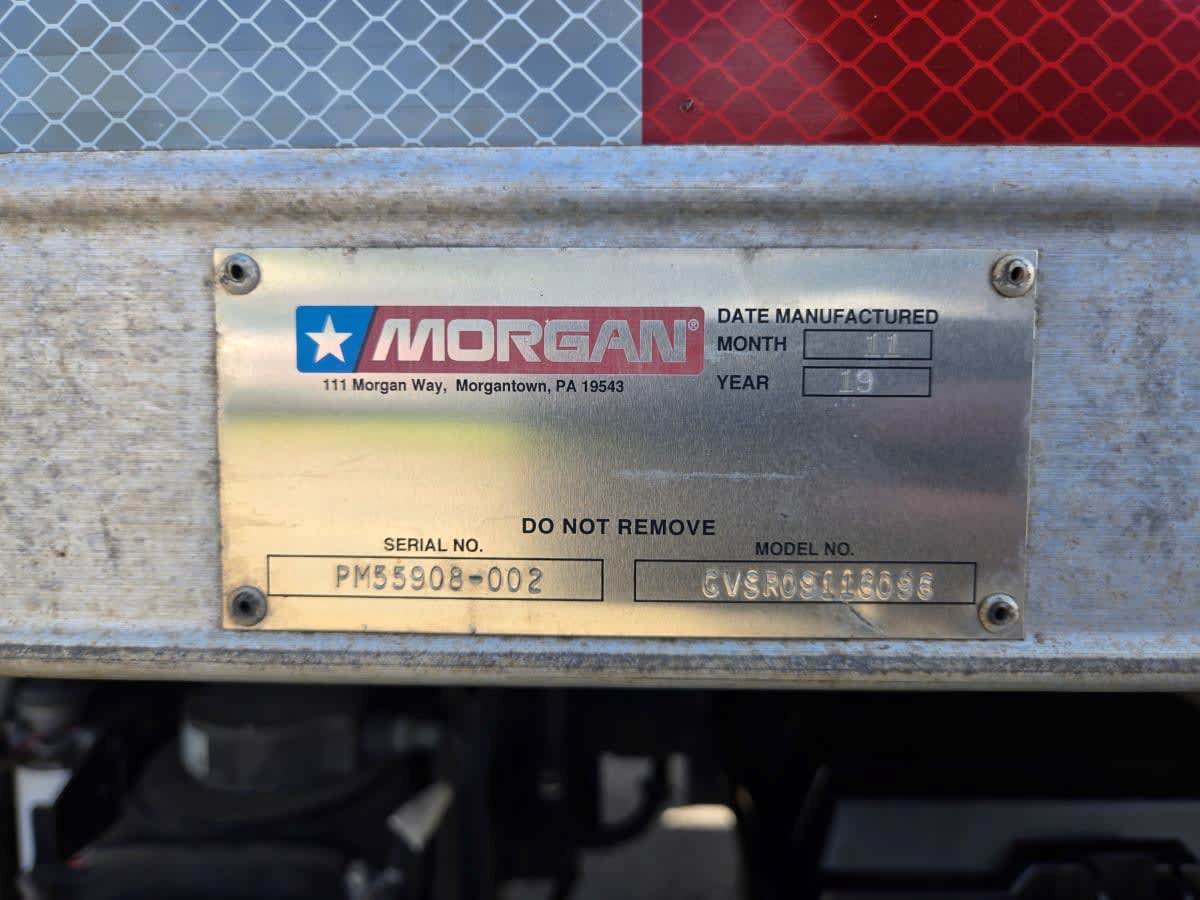 MORGAN®
111 Morgan Way, Morgantown, PA 19543
DATE MANUFACTURED
MONTH 11
YEAR 19
DO NOT REMOVE
SERIAL NO.
PM55908-002
MODEL NO.
GVSR09118096